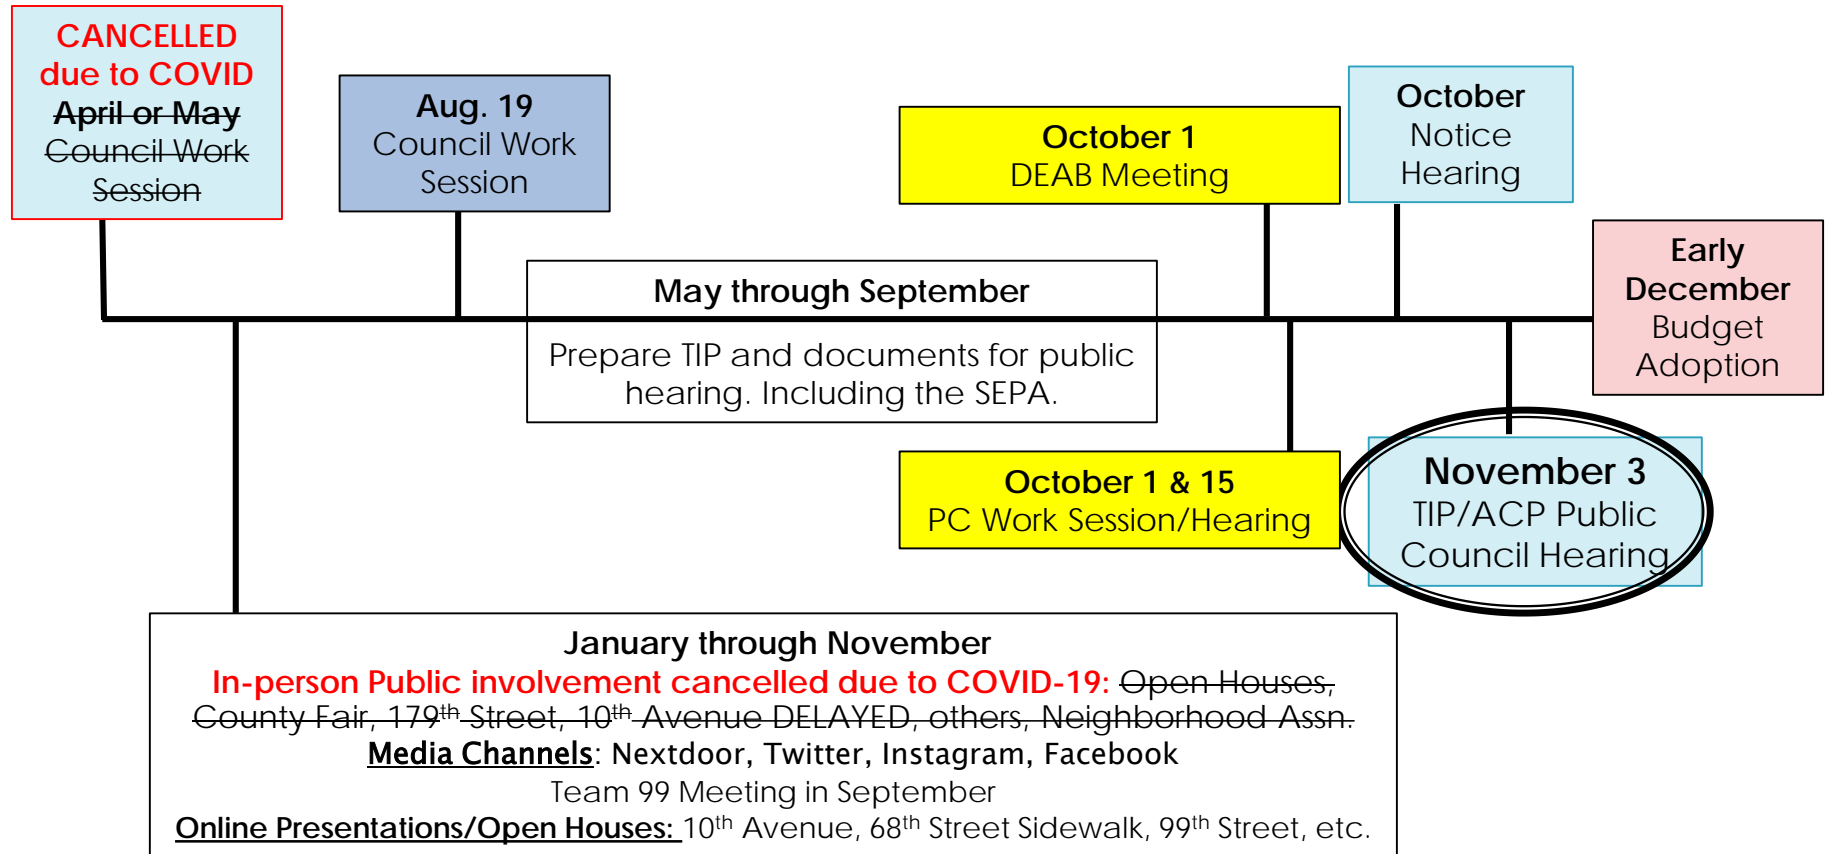 CANCELLED
due to COVID
April or May
Council Work
Session
Aug. 19
Council Work
Session
October 1
DEAB Meeting
October
Notice
Hearing
Early
December
Budget
Adoption
May through September
Prepare TIP and documents for public
hearing. Including the SEPA.
October 1 & 15
PC Work Session/Hearing
November 3
TIP/ACP Public
Council Hearing
January through November
In-person Public involvement cancelled due to COVID-19: Open Houses,
County Fair, 179th Street, 10th Avenue DELAYED, others, Neighborhood Assn.
Media Channels: Nextdoor, Twitter, Instagram, Facebook
Team 99 Meeting in September
Online Presentations/Open Houses: 10th Avenue, 68th Street Sidewalk, 99th Street, etc.